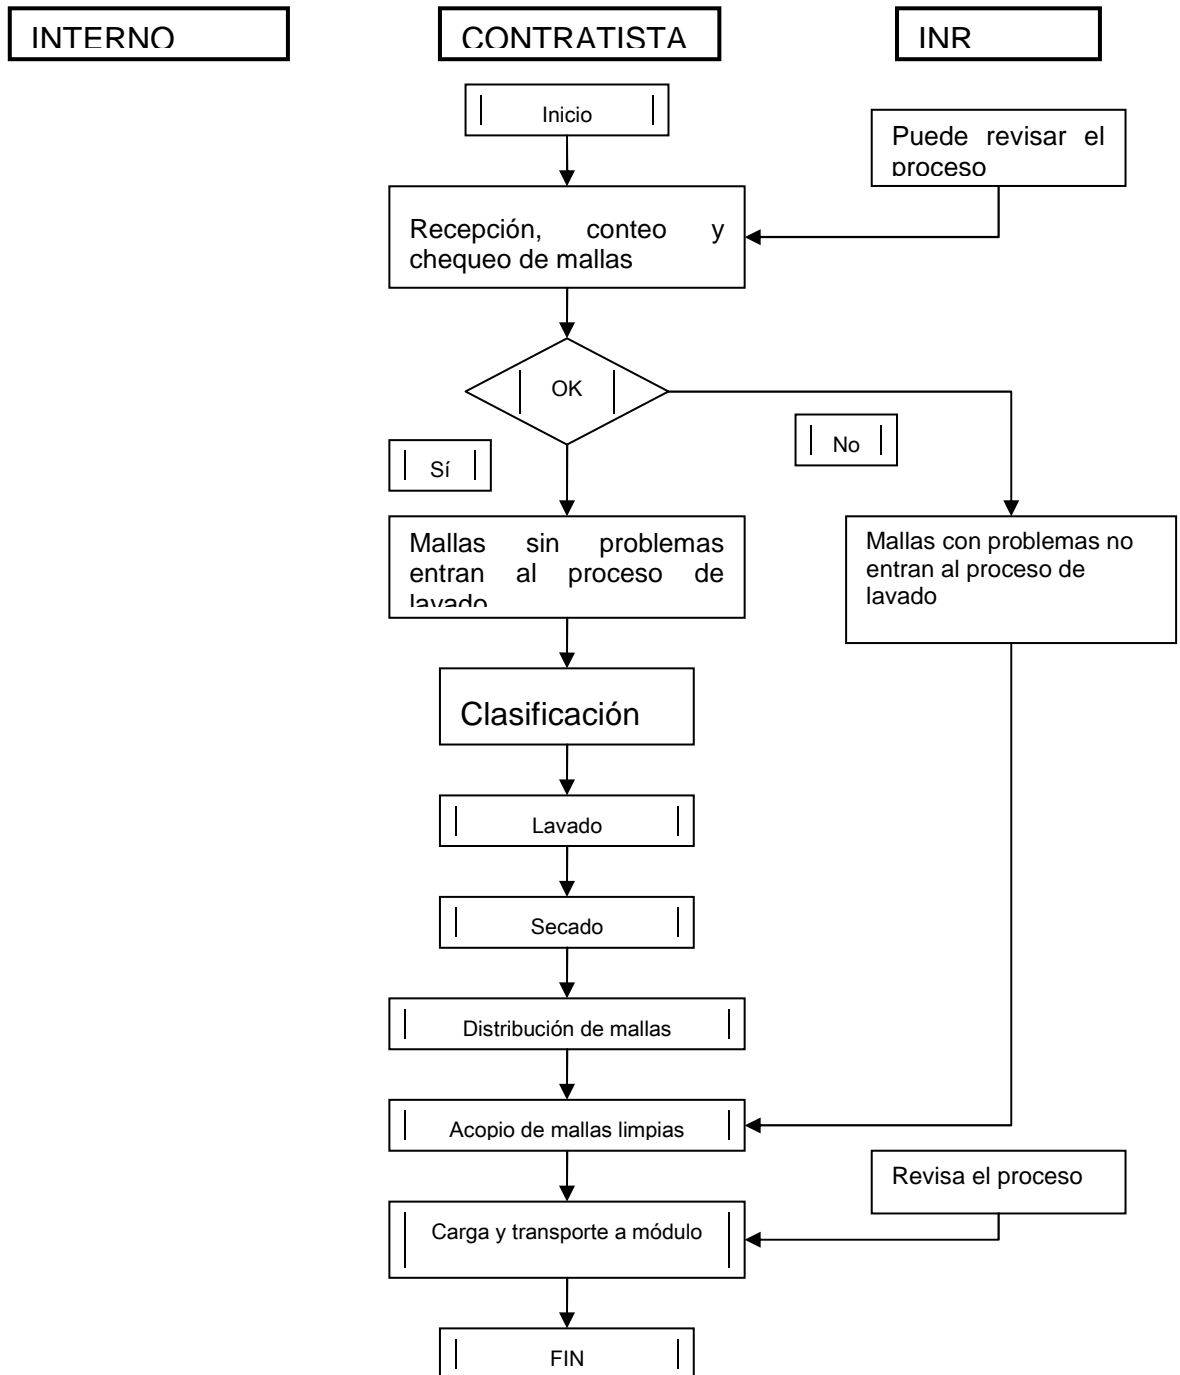 INTERNO
CONTRATISTA
INR
Inicio
Puede revisar el
proceso
Recepción, conteo y
chequeo de mallas
OK
Sí
No
Mallas sin problemas
entran al proceso de
lavado
Mallas con problemas no
entran al proceso de
lavado
Clasificación
Lavado
Secado
Distribución de mallas
Acopio de mallas limpias
Revisa el proceso
Carga y transporte a módulo
FIN